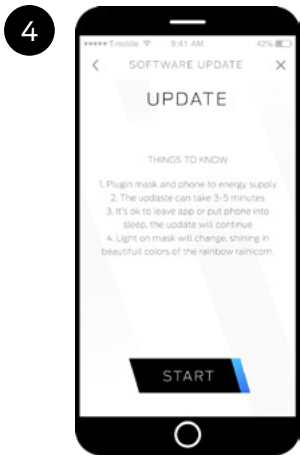 4
T-mobile 9:41 AM 42%
SOFTWARE UPDATE
UPDATE
THINGS TO KNOW
1. Plugin mask and phone to energy supply
2. The updaste can take 3-5 minutes
3. It's ok to leave app or put phone into
sleep, the update will continue
4. Light on mask will change, shining in
beautifull colors of the rainbow rainicorn
START